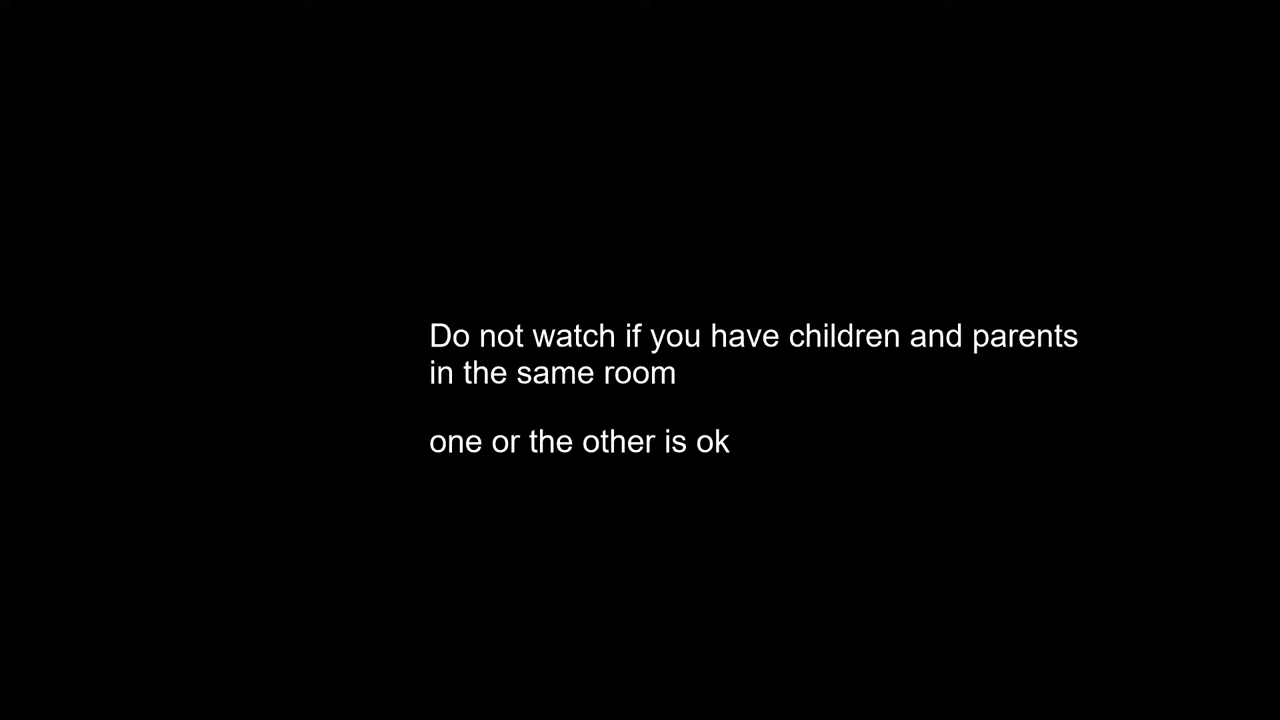 Do not watch if you have children and parents
in the same room
one or the other is ok